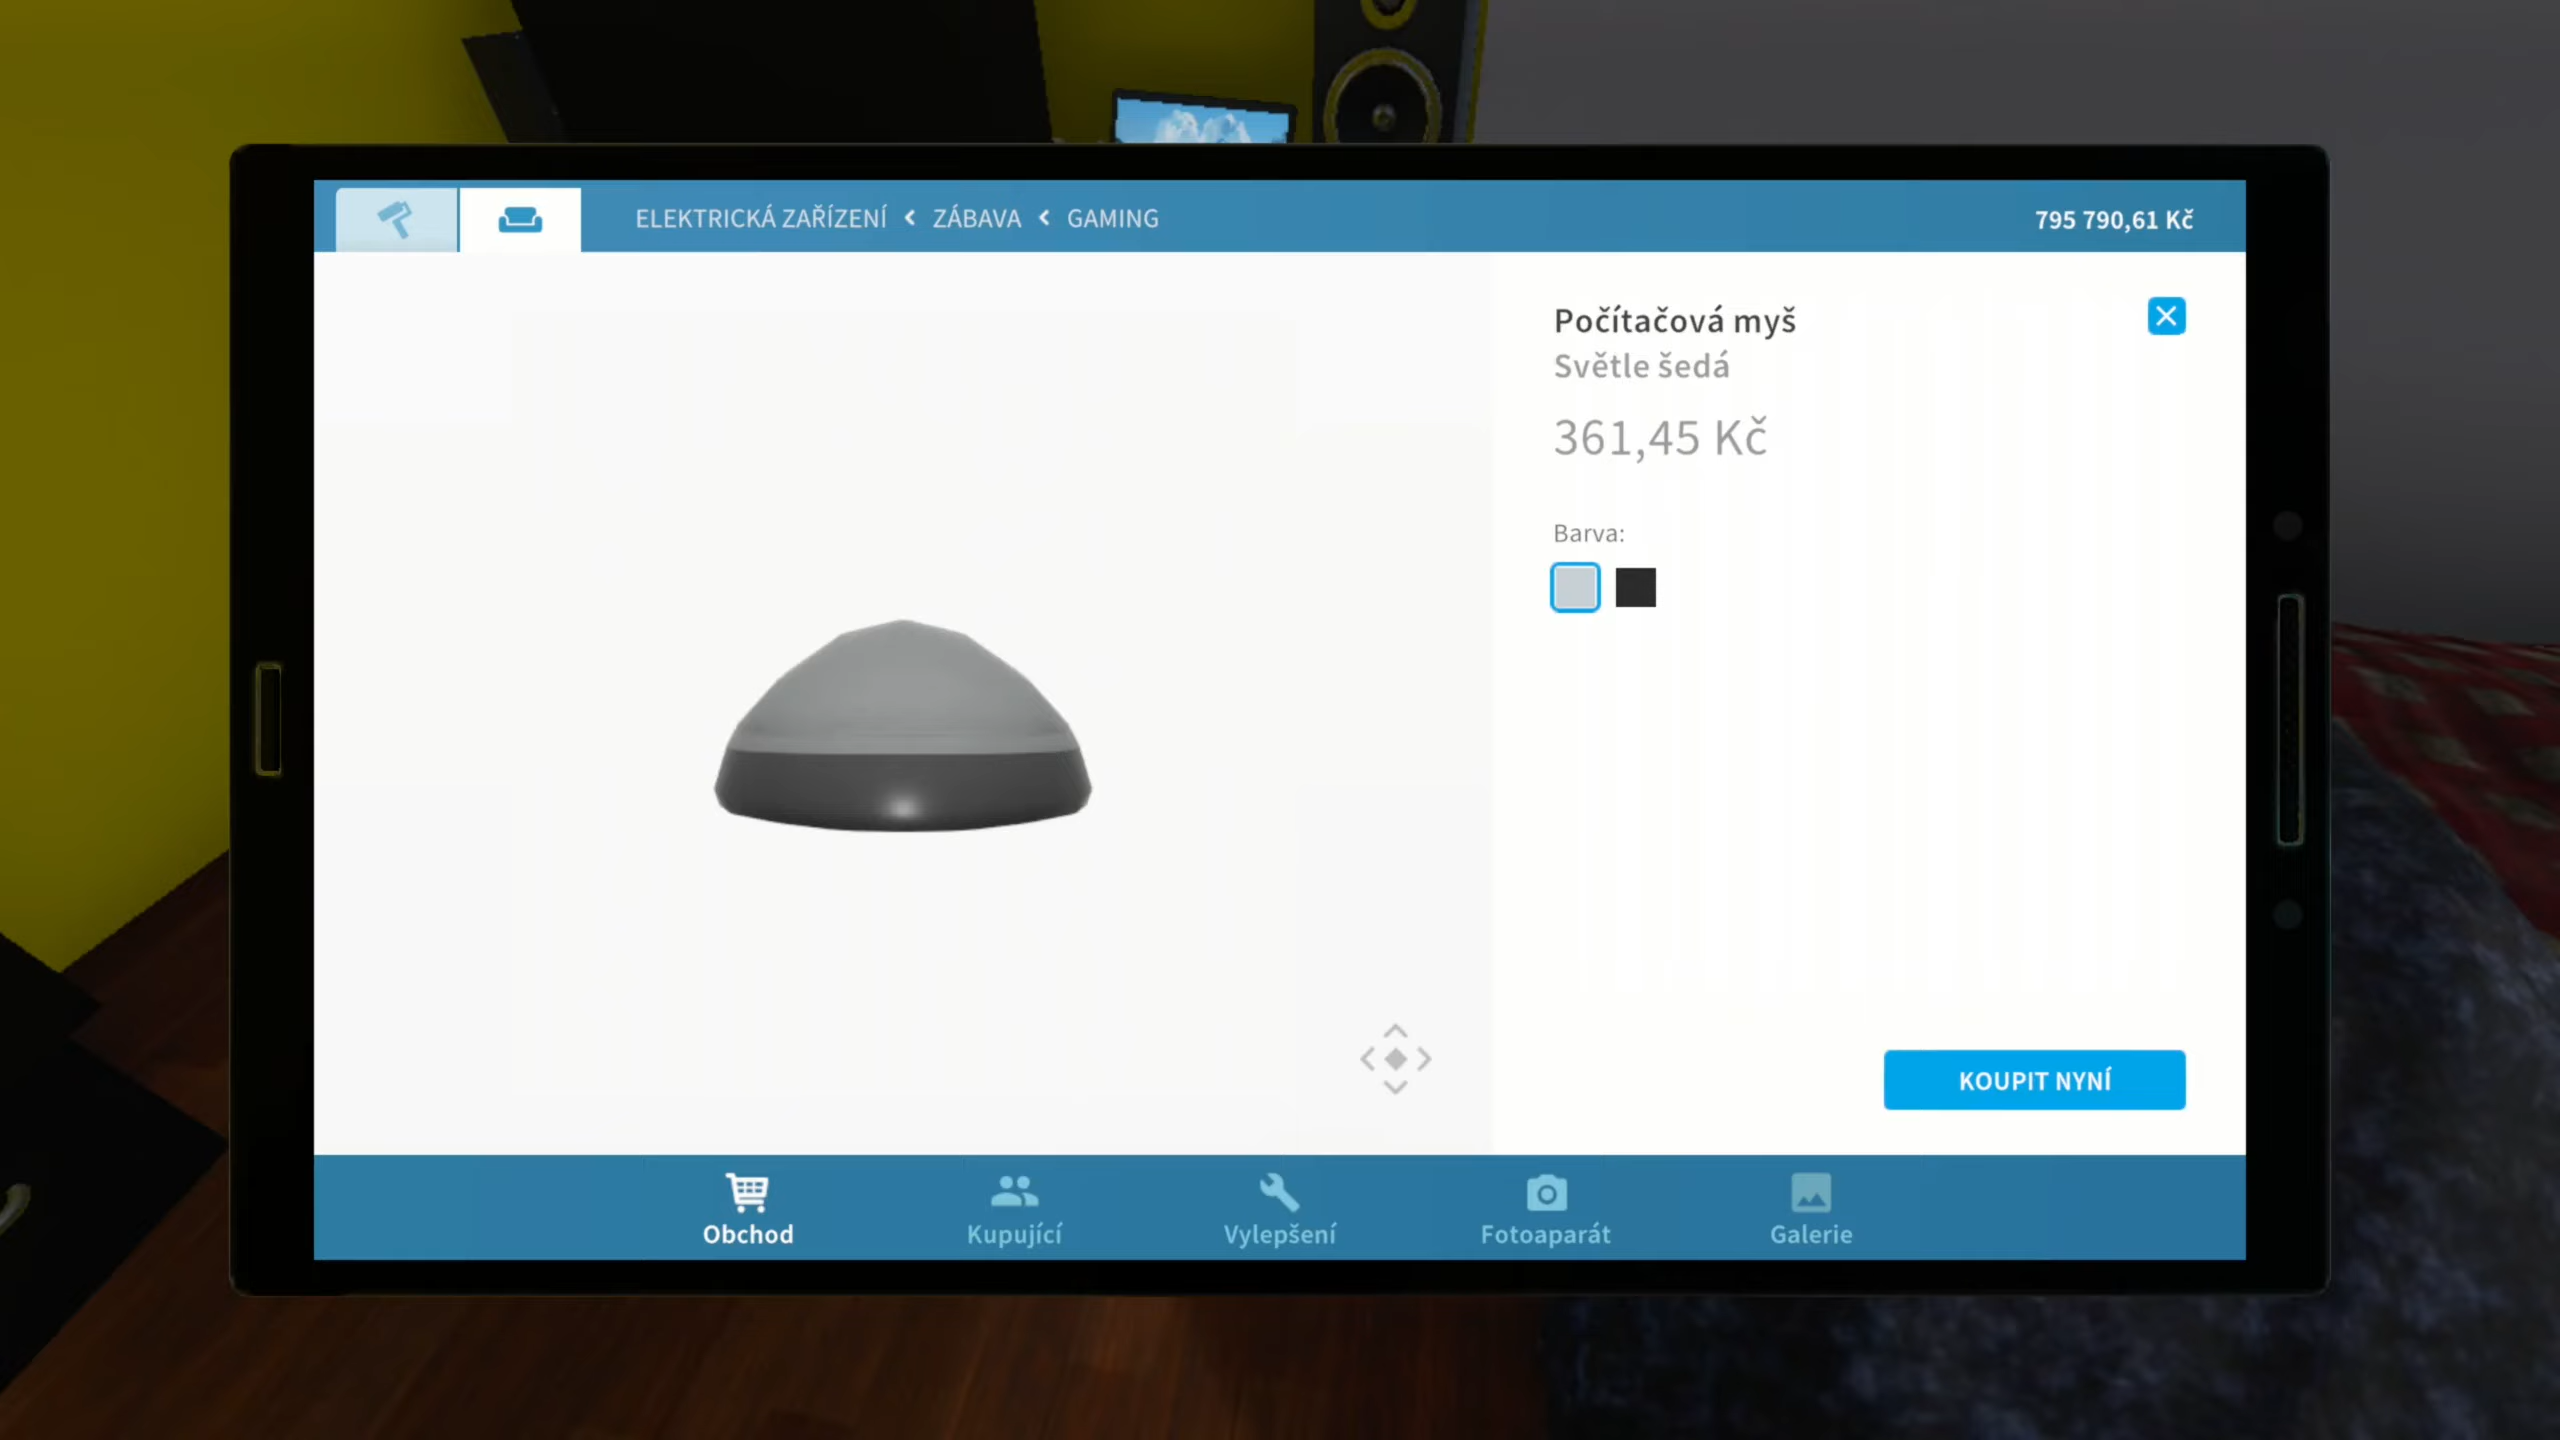 ELEKTRICKÁ ZAŘÍZENÍ < ZÁBAVA < GAMING
795 790,61 Kč
Počítačová myš
Světle šedá
361,45 Kč
Barva:
KOUPIT NYNÍ
Obchod
Kupující
Vylepšení
Fotoaparát
Galerie